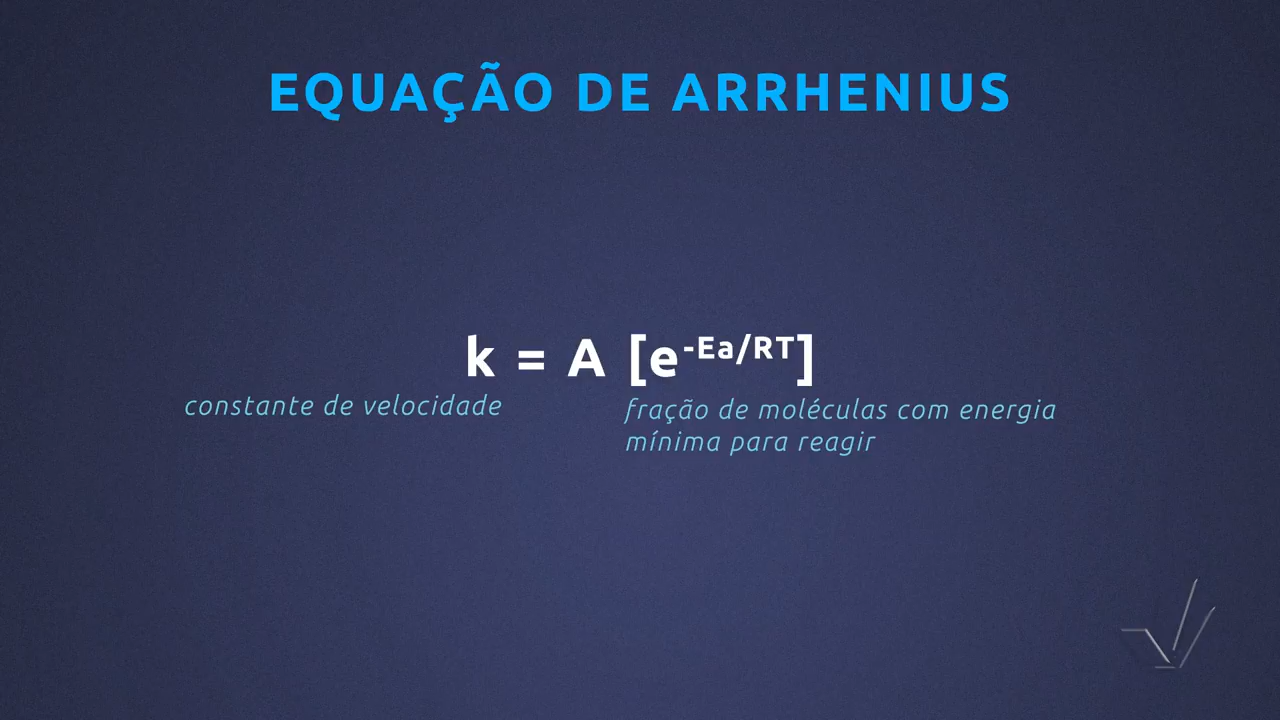 EQUAÇÃO DE ARRHENIUS
k = A [e⁻ᴱᵃ/ᴿᵀ]
constante de velocidade
fração de moléculas com energia
mínima para reagir